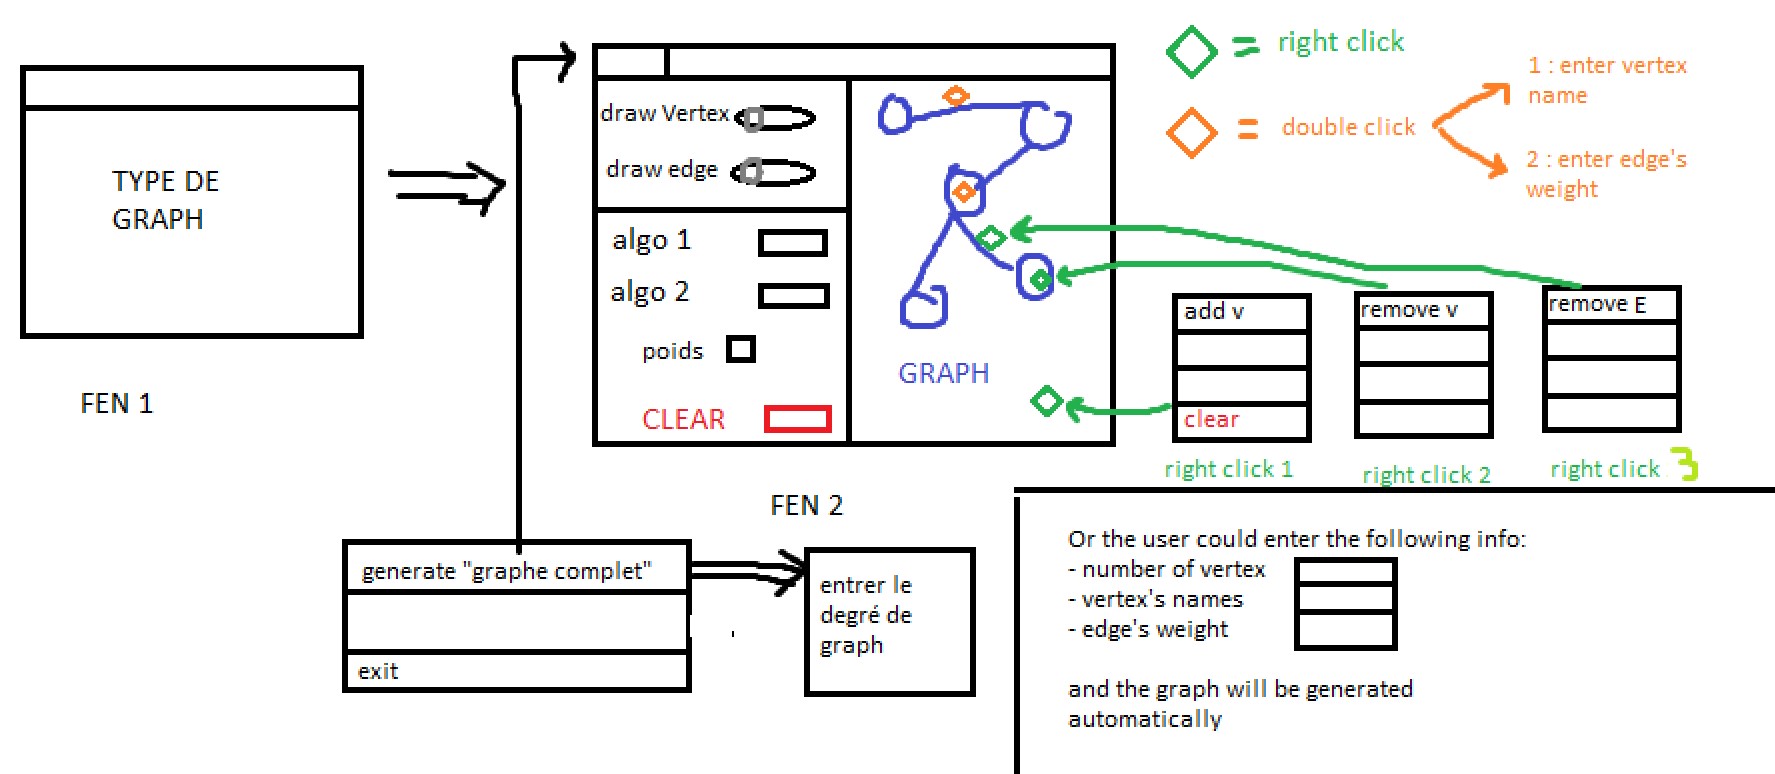 TYPE DE
GRAPH
FEN 1
draw Vertex
draw edge
algo 1
algo 2
poids
CLEAR
GRAPH
FEN 2
= right click
= double click
1 : enter vertex
name
2 : enter edge's
weight
add v
clear
right click 1
remove v
right click 2
remove E
right click 3
generate "graphe complet"
exit
entrer le
degré de
graph
Or the user could enter the following info:
- number of vertex
- vertex's names
- edge's weight
and the graph will be generated
automatically